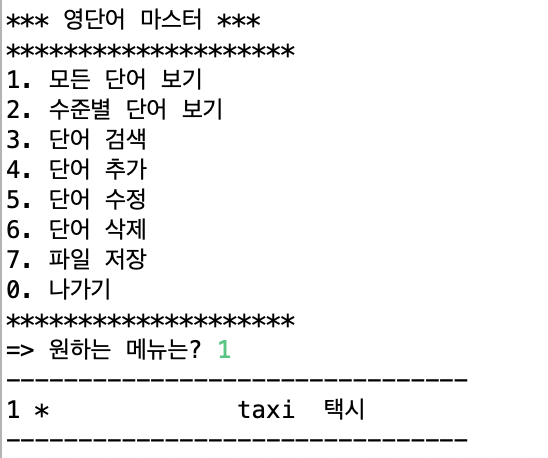 *** 영단어 마스터 ***
********************
1. 모든 단어 보기
2. 수준별 단어 보기
3. 단어 검색
4. 단어 추가
5. 단어 수정
6. 단어 삭제
7. 파일 저장
0. 나가기
********************
=> 원하는 메뉴는? 1
--------------------------------
1 *             taxi  택시
--------------------------------